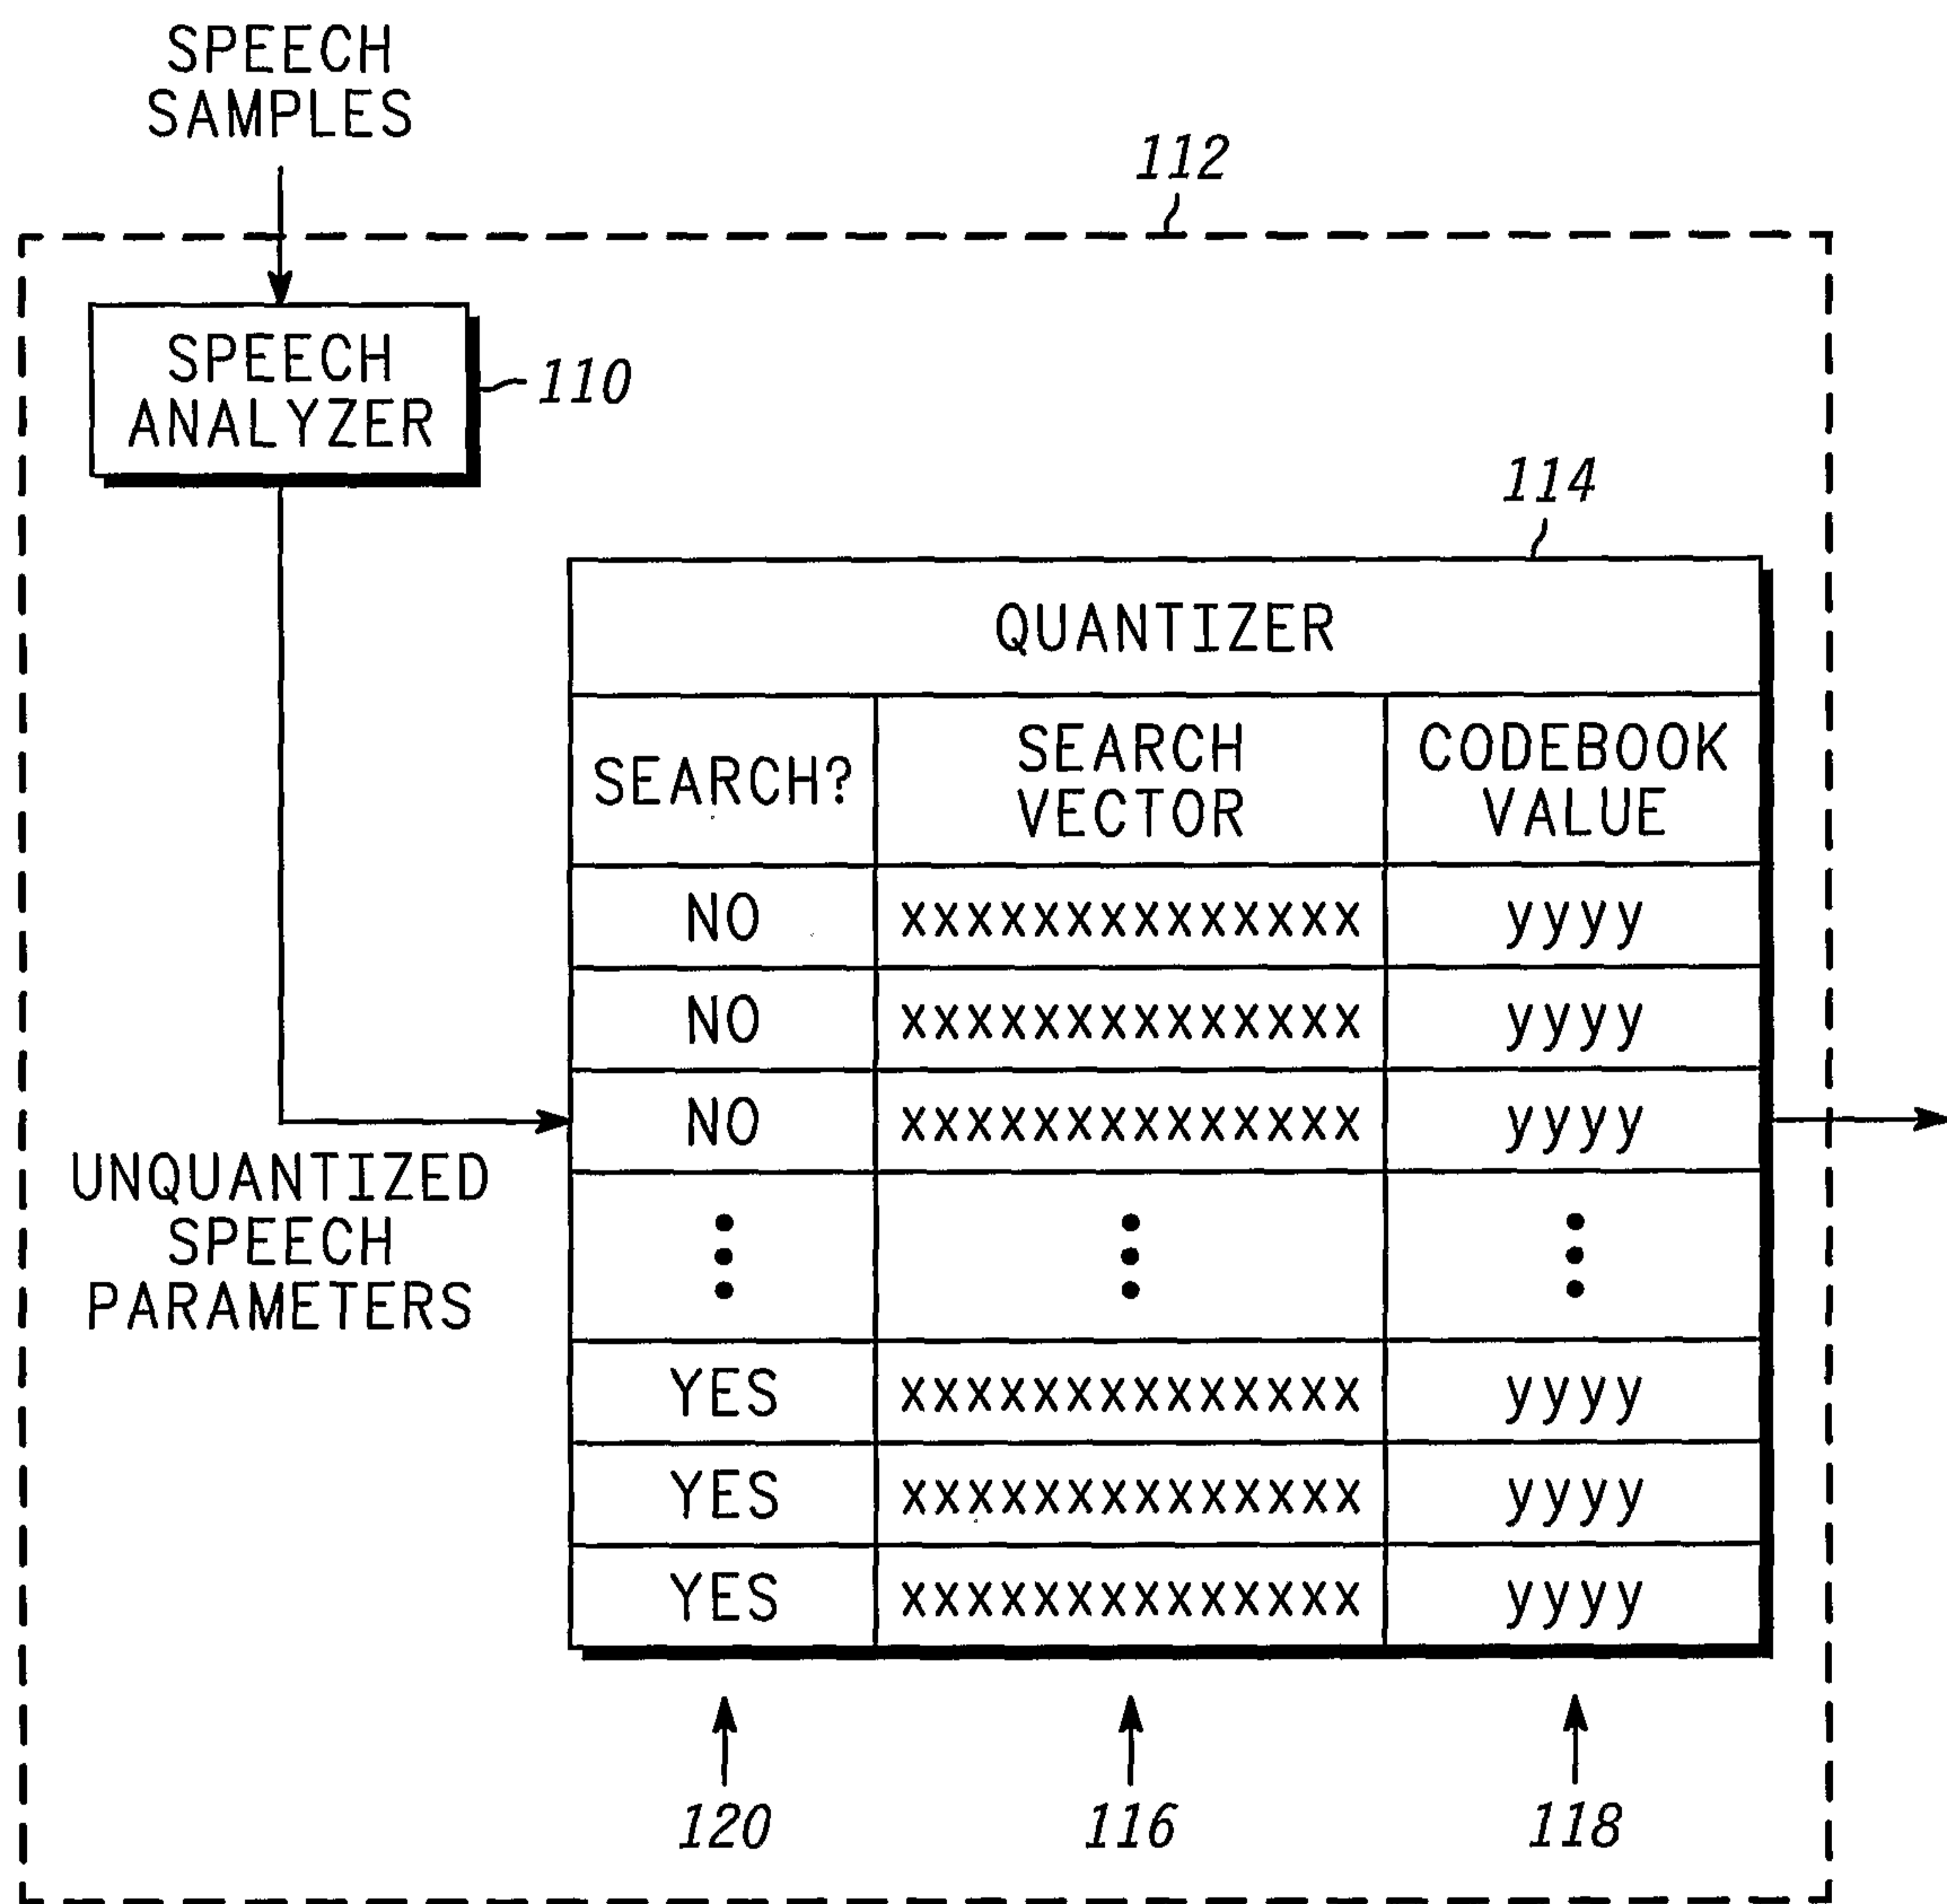 SPEECH
SAMPLES
112
SPEECH
ANALYZER
110
114
QUANTIZER
SEARCH?
SEARCH
VECTOR
CODEBOOK
VALUE
NO xxxxxxxxxxxxxx yyyy
NO xxxxxxxxxxxxxx yyyy
NO xxxxxxxxxxxxxx yyyy
UNQUANTIZED
SPEECH
PARAMETERS
YES xxxxxxxxxxxxxx yyyy
YES xxxxxxxxxxxxxx yyyy
YES xxxxxxxxxxxxxx yyyy
120 116 118